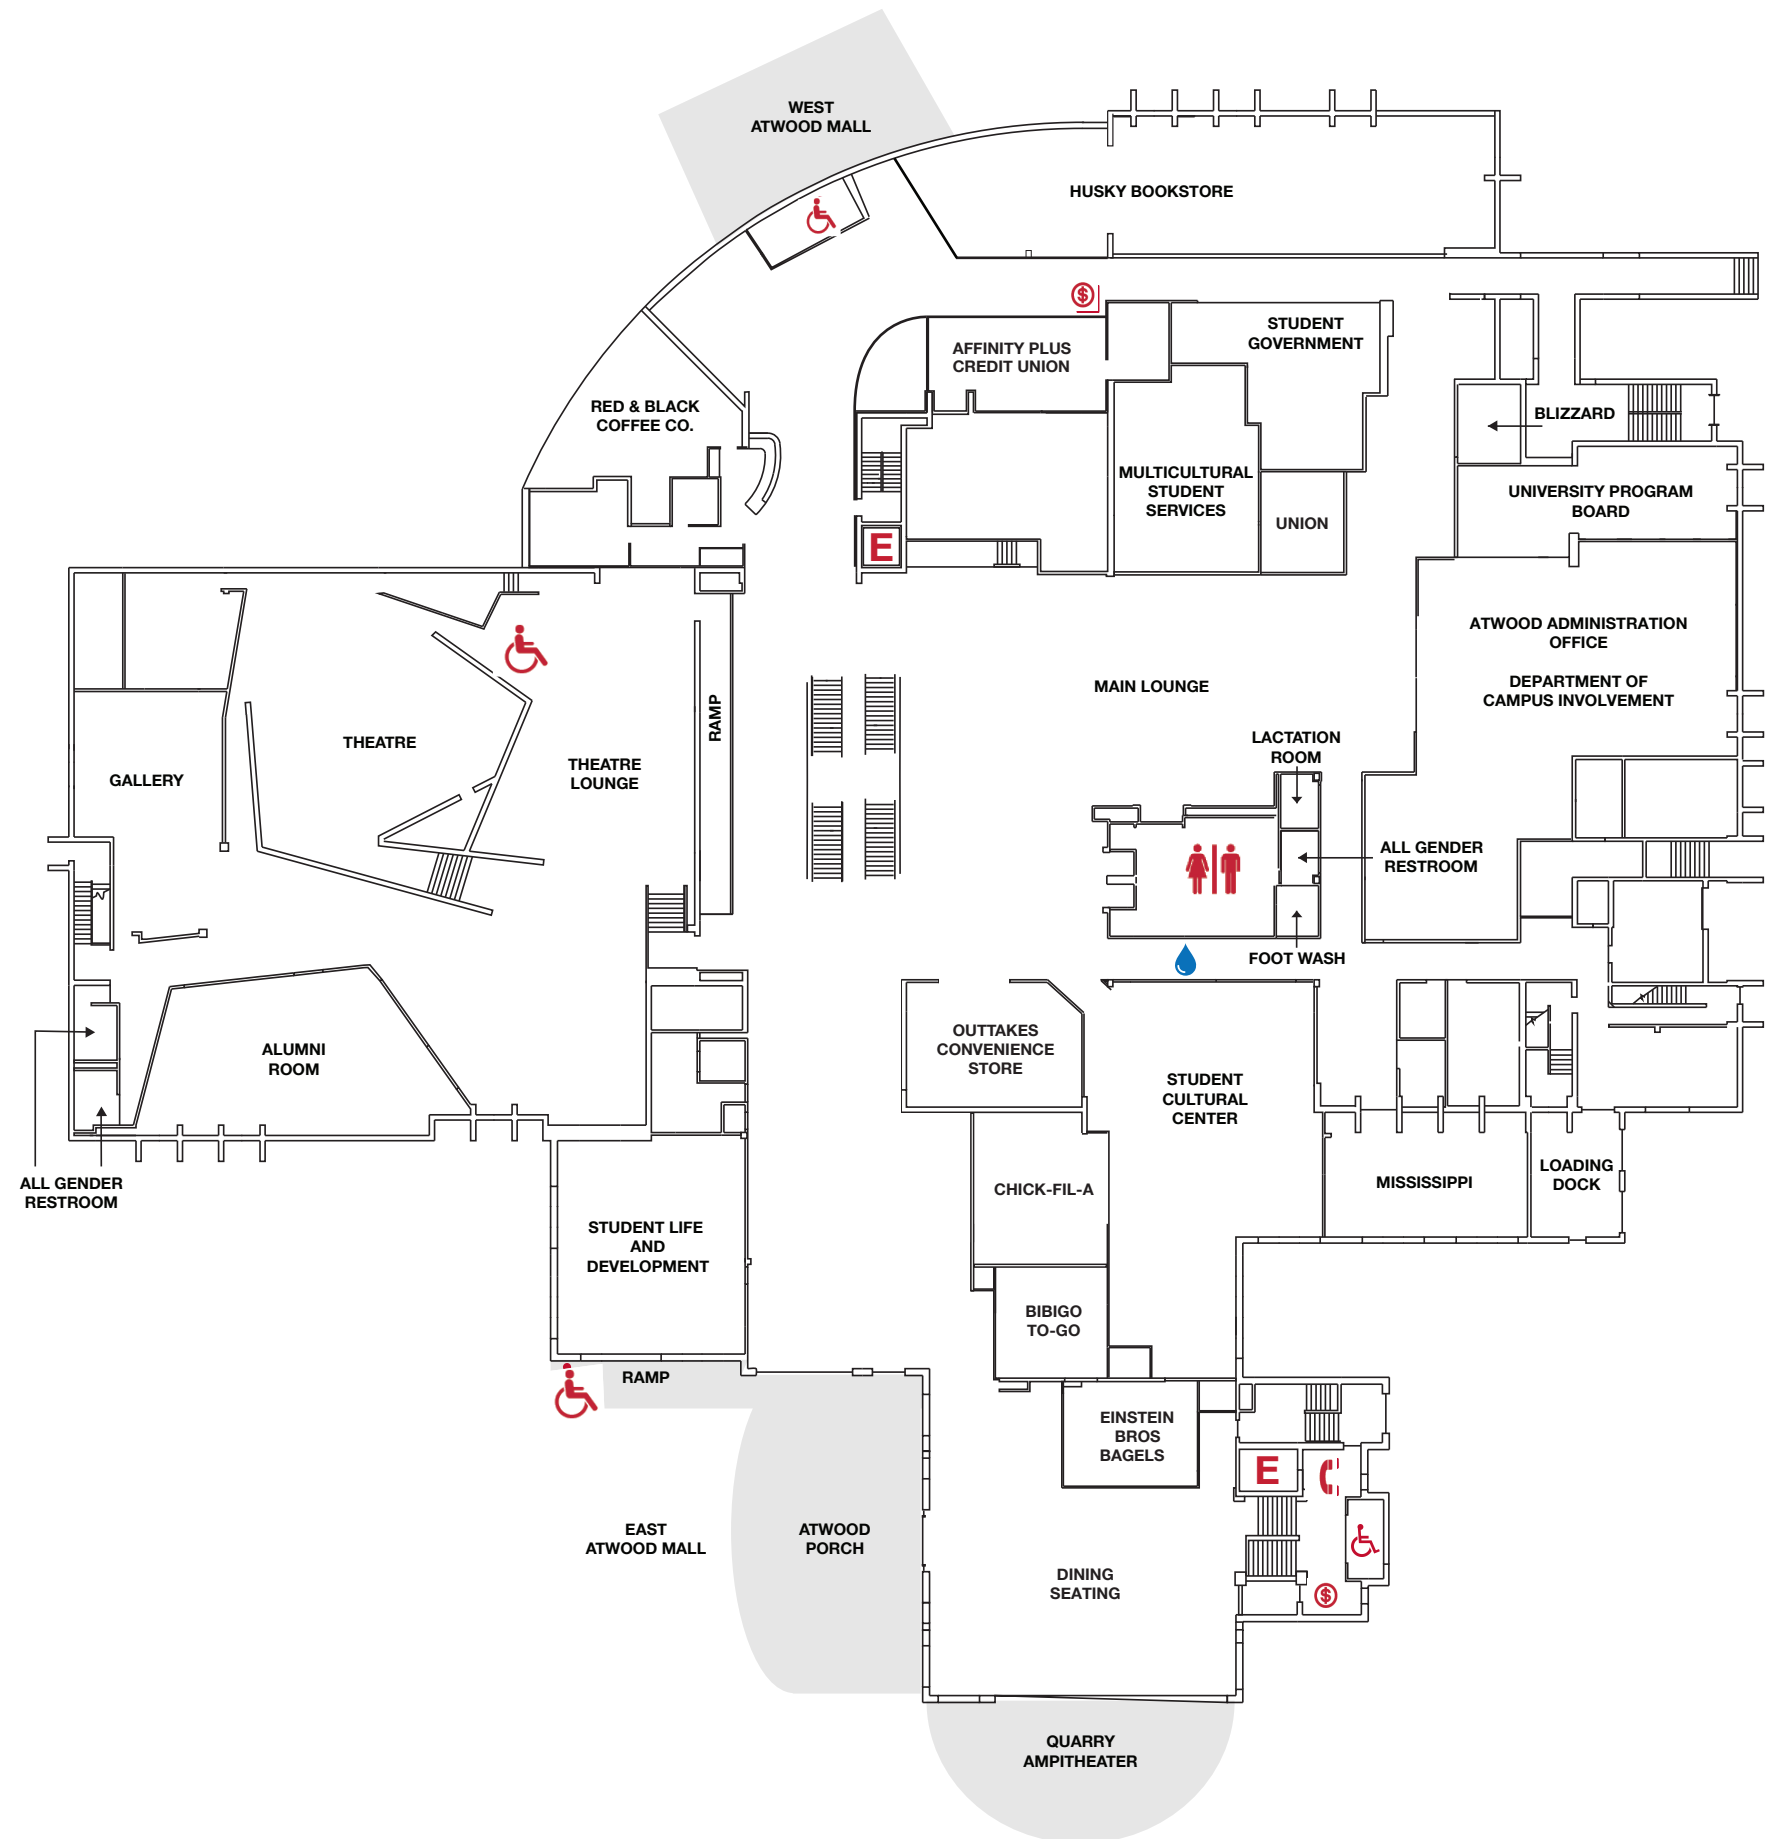 WEST
ATWOOD MALL
HUSKY BOOKSTORE
$
STUDENT
GOVERNMENT
AFFINITY PLUS
CREDIT UNION
RED & BLACK
COFFEE CO.
BLIZZARD
MULTICULTURAL
STUDENT
SERVICES
UNIVERSITY PROGRAM
BOARD
UNION
E
ATWOOD ADMINISTRATION
OFFICE
DEPARTMENT OF
CAMPUS INVOLVEMENT
MAIN LOUNGE
RAMP
THEATRE
LACTATION
ROOM
THEATRE
LOUNGE
GALLERY
ALL GENDER
RESTROOM
FOOT WASH
OUTTAKES
CONVENIENCE
STORE
ALUMNI
ROOM
STUDENT
CULTURAL
CENTER
ALL GENDER
RESTROOM
CHICK-FIL-A
MISSISSIPPI
LOADING
DOCK
STUDENT LIFE
AND
DEVELOPMENT
BIBIGO
TO-GO
RAMP
EINSTEIN
BROS
BAGELS
E
EAST
ATWOOD MALL
ATWOOD
PORCH
DINING
SEATING
$
QUARRY
AMPITHEATER